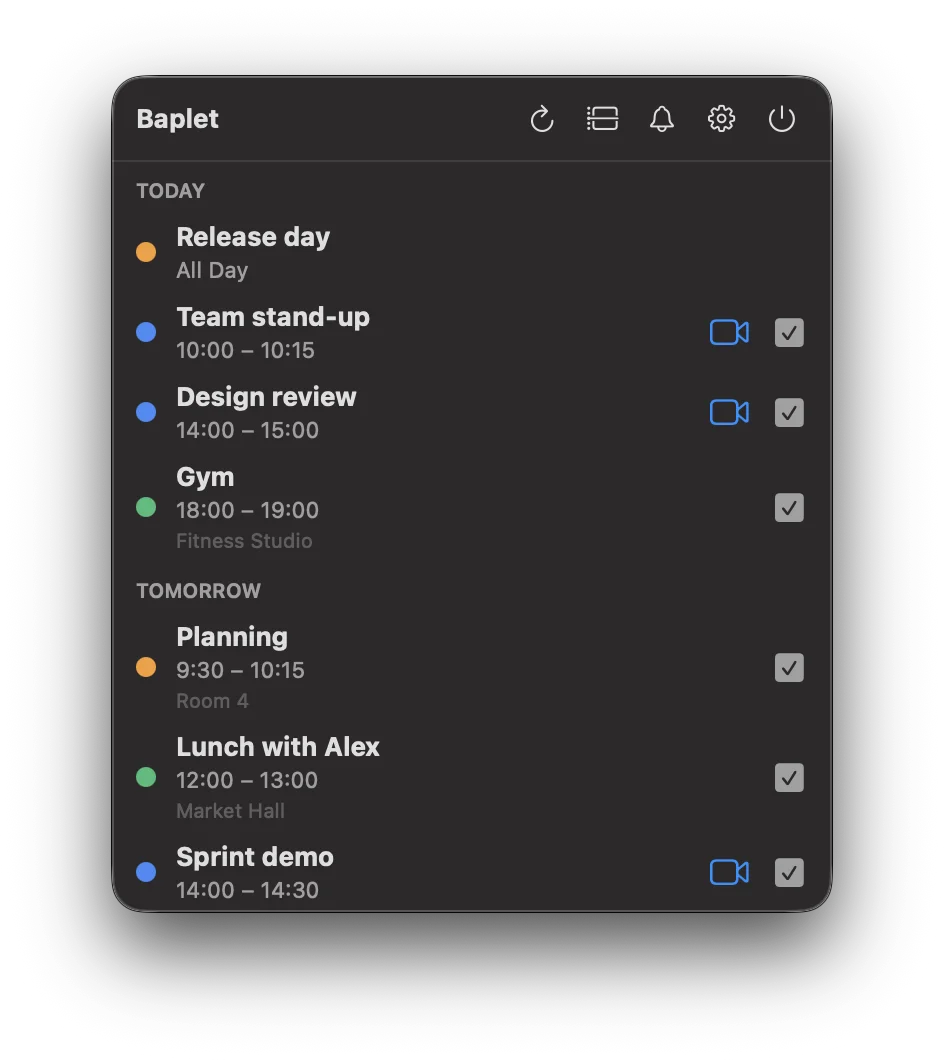 Baplet
TODAY
Release day
All Day
Team stand-up
10:00 – 10:15
Design review
14:00 – 15:00
Gym
18:00 – 19:00
Fitness Studio
TOMORROW
Planning
9:30 – 10:15
Room 4
Lunch with Alex
12:00 – 13:00
Market Hall
Sprint demo
14:00 – 14:30